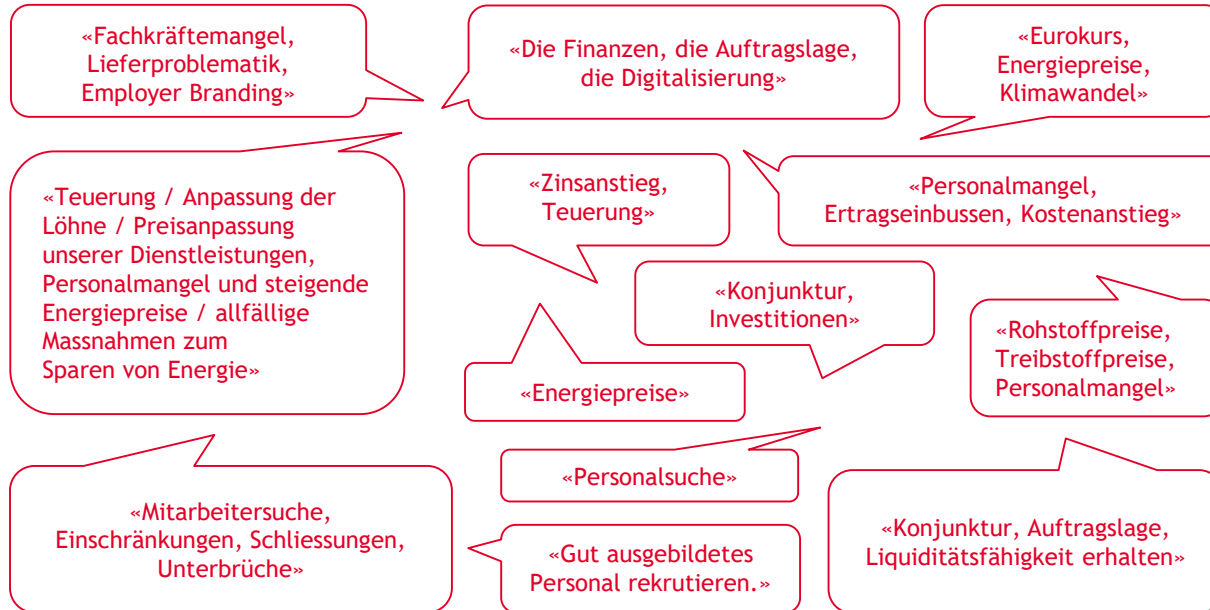 «Fachkräftemangel,
Lieferproblematik,
Employer Branding»
«Die Finanzen, die Auftragslage,
die Digitalisierung»
«Eurokurs,
Energiepreise,
Klimawandel»
«Teuerung / Anpassung der
Löhne / Preisanpassung
unserer Dienstleistungen,
Personalmangel und steigende
Energiepreise / allfällige
Massnahmen zum
Sparen von Energie»
«Zinsanstieg,
Teuerung»
«Personalmangel,
Ertragseinbussen, Kostenanstieg»
«Konjunktur,
Investitionen»
«Rohstoffpreise,
Treibstoffpreise,
Personalmangel»
«Energiepreise»
«Personalsuche»
«Mitarbeitersuche,
Einschränkungen, Schliessungen,
Unterbrüche»
«Gut ausgebildetes
Personal rekrutieren.»
«Konjunktur, Auftragslage,
Liquiditätsfähigkeit erhalten»